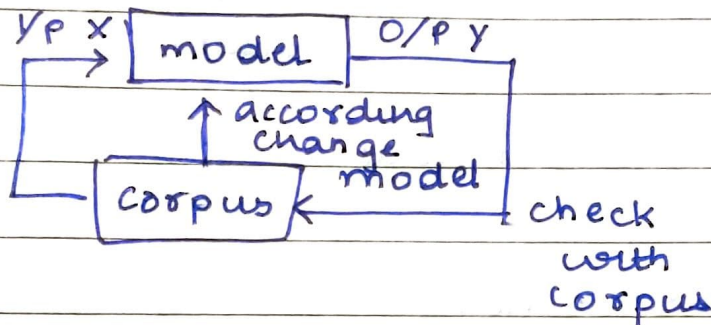 I/P X
model
O/P Y
according
change
model
corpus
check
with
corpus